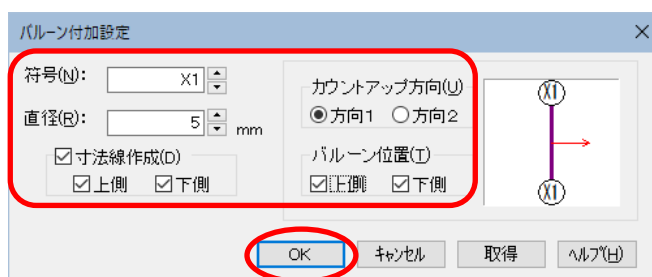 バルーン付加設定
符号(N): X1
直径(R): 5 mm
☑寸法線作成(D)
☑上側 ☑下側
カウントアップ方向(U)
◉方向1 ○方向2
バルーン位置(T)
☑上側 ☑下側
X1
X1
OK キャンセル 取得 ヘルプ(H)